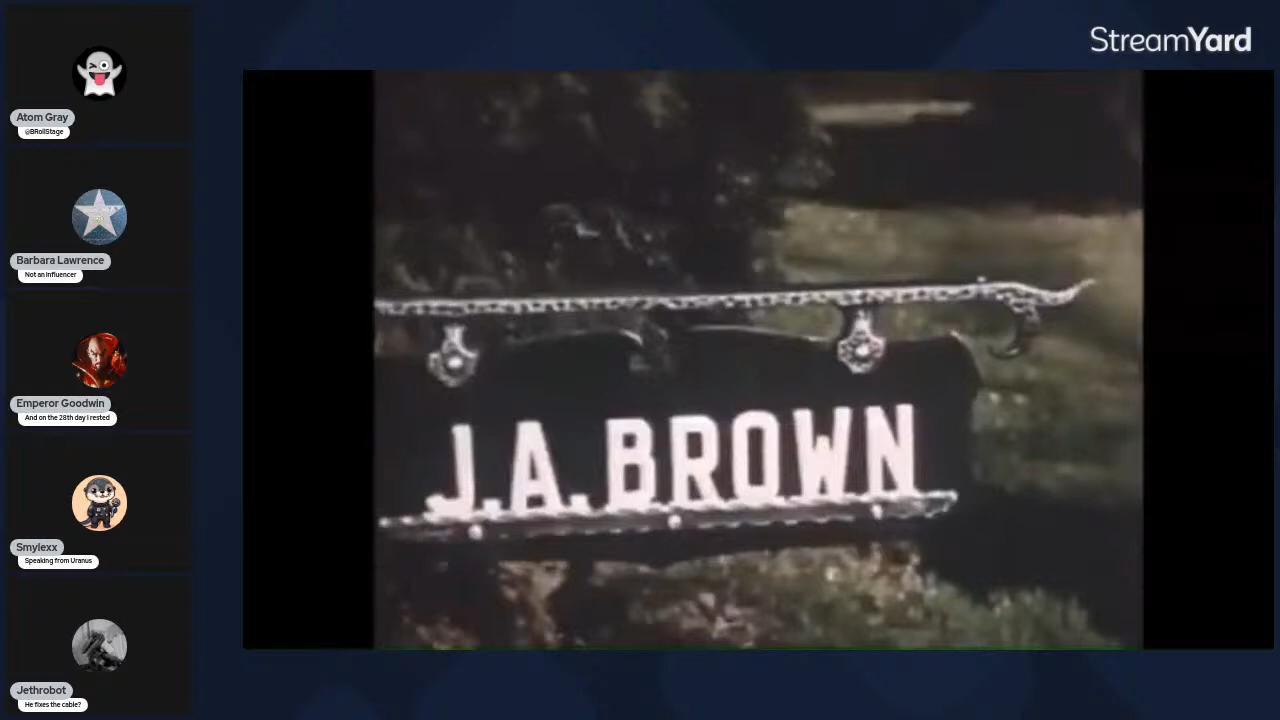 StreamYard
Atom Gray
@BRollStage
Barbara Lawrence
Not an influencer
Emperor Goodwin
And on the 28th day I rested
Smylexx
Speaking from Uranus
Jethrobot
He fixes the cable?
J.A.BROWN